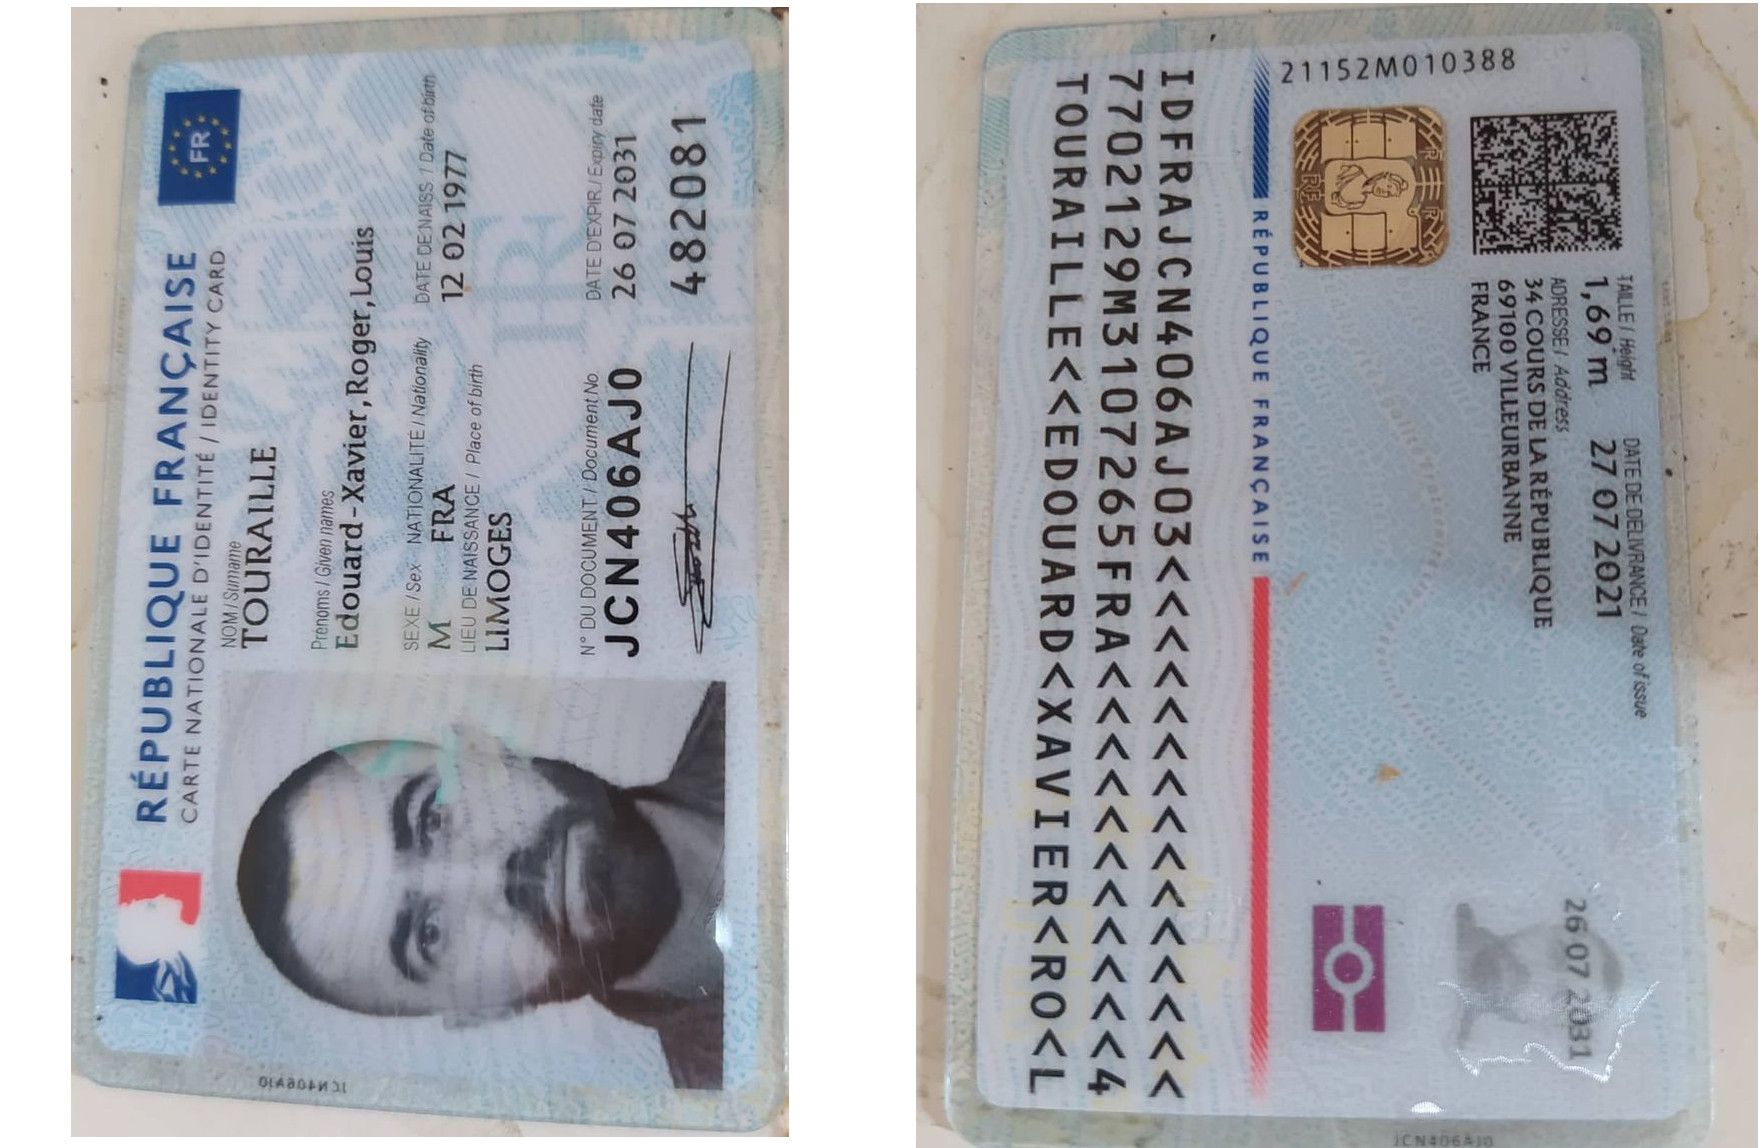 RÉPUBLIQUE FRANÇAISE
CARTE NATIONALE D'IDENTITÉ / IDENTITY CARD
FR
NOM / Surname
TOURAILLE
Prénoms / Given names
Edouard-Xavier, Roger, Louis
SEXE / Sex NATIONALITÉ / Nationality DATE DE NAISS / Date of birth
M FRA 12 02 1977
LIEU DE NAISSANCE / Place of birth
LIMOGES
N° DU DOCUMENT / Document No DATE D'EXPIR / Expiry date
JCN406AJ0 26 07 2031
482081
JCN406AJ0
21152M010388
TAILLE / Height DATE DE DÉLIVRANCE / Date of issue
1,69 m 27 07 2021
ADRESSE / Address
34 COURS DE LA RÉPUBLIQUE
69100 VILLEURBANNE
FRANCE
26 07 2031
RÉPUBLIQUE FRANÇAISE
IDFRAJCN406AJ03<<<<<<<<<<<<<<<
7702129M3107265FRA<<<<<<<<<<<4
TOURAILLE<<EDOUARD<XAVIER<RO<L
JCN406AJ0